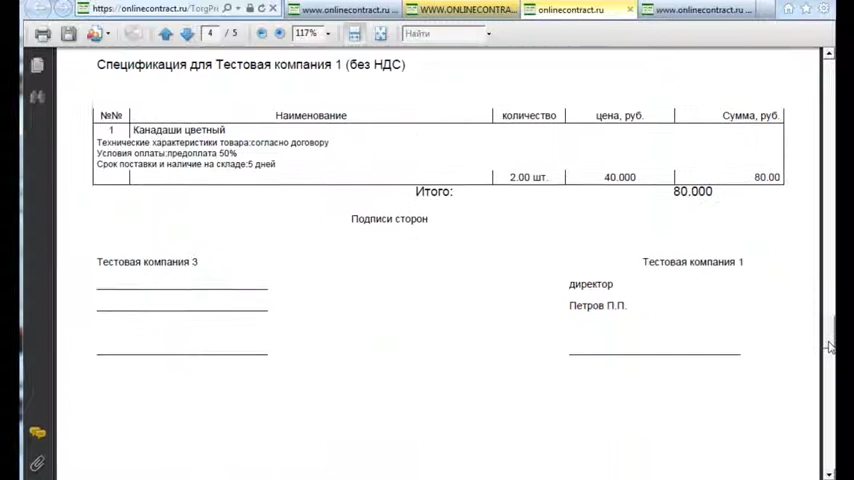 https://onlinecontract.ru/TorgPr
www.onlinecontract.ru ...
WWW.ONLINECONTRA...
onlinecontract.ru
www.onlinecontract.ru ...
4 / 5
117%
Найти
Спецификация для Тестовая компания 1 (без НДС)
№№ Наименование количество цена, руб. Сумма, руб.
1 Канадаши цветный
Технические характеристики товара:согласно договору
Условия оплаты:предоплата 50%
Срок поставки и наличие на складе:5 дней
2.00 шт. 40.000 80.00
Итого: 80.000
Подписи сторон
Тестовая компания 3 Тестовая компания 1
директор
Петров П.П.